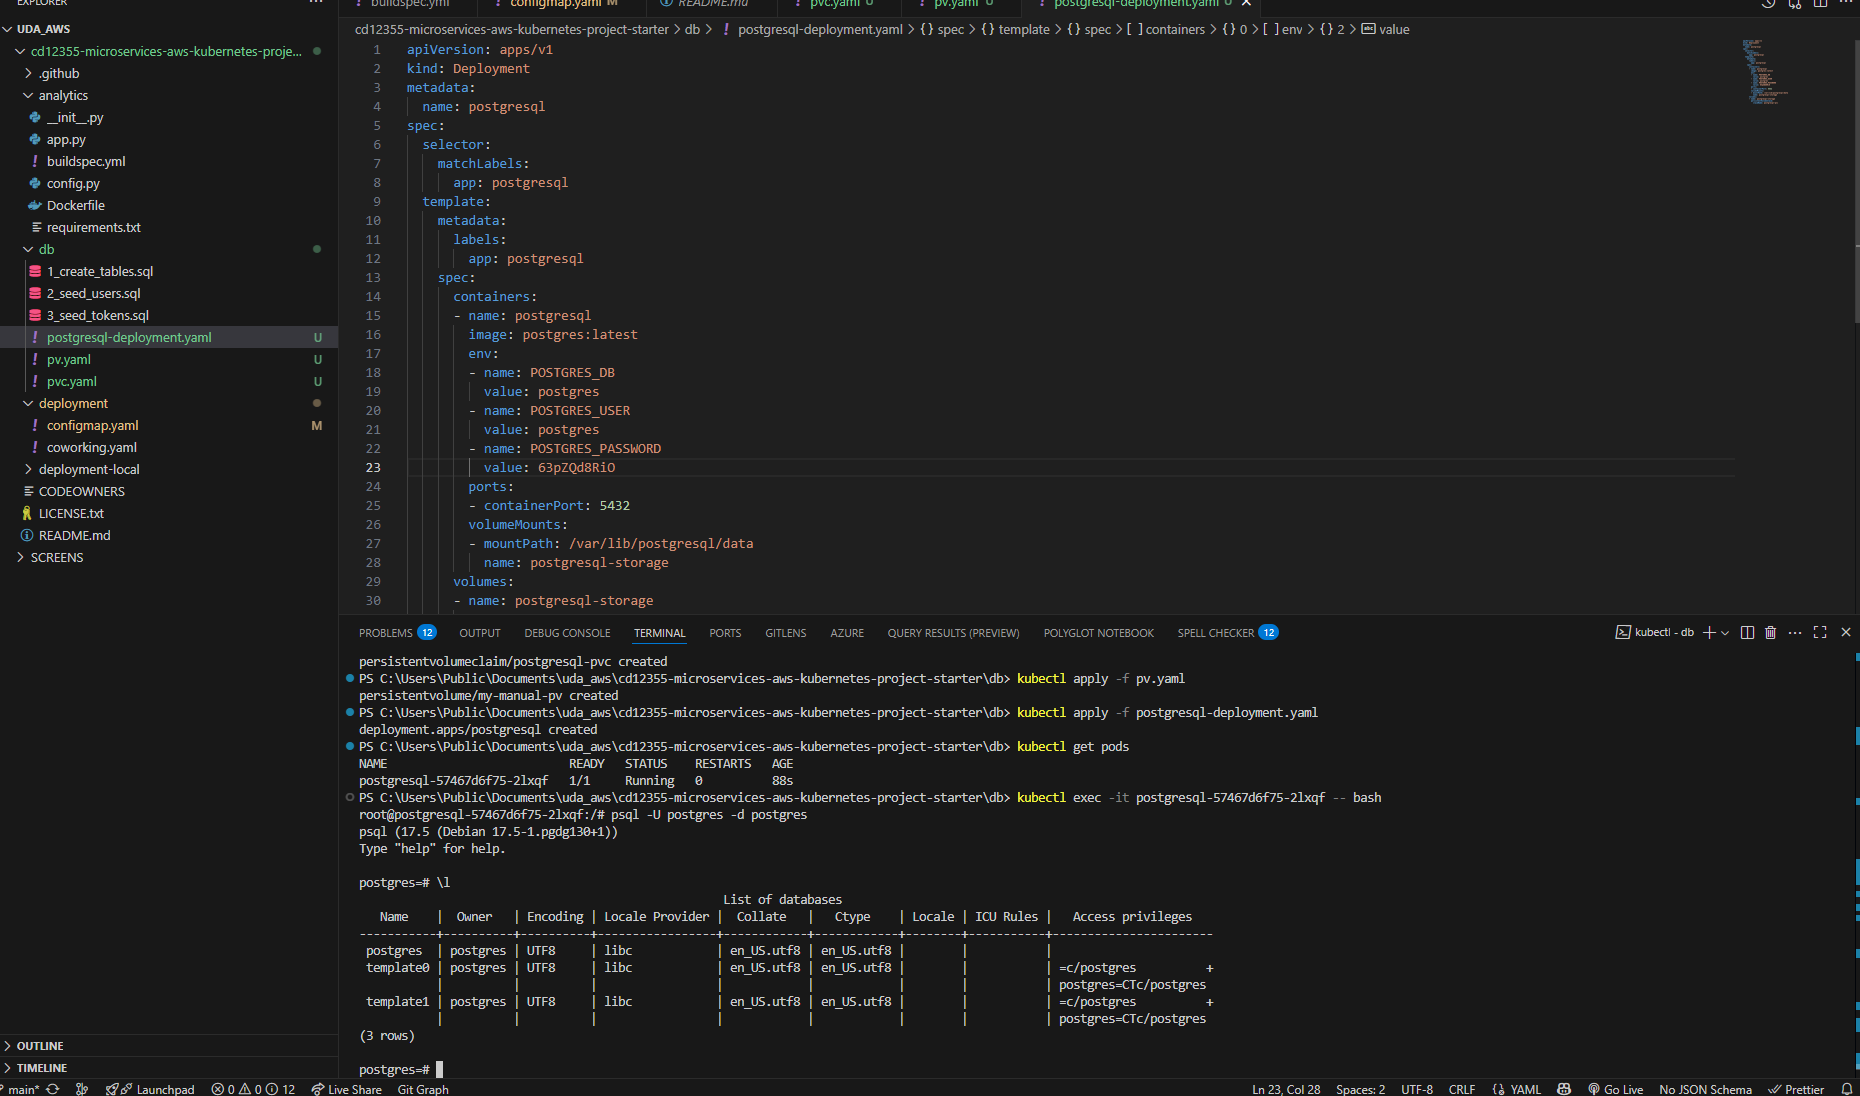 EXPLORER
···
UDA_AWS
cd12355-microservices-aws-kubernetes-proje...
.github
analytics
__init__.py
app.py
buildspec.yml
config.py
Dockerfile
requirements.txt
db
1_create_tables.sql
2_seed_users.sql
3_seed_tokens.sql
postgresql-deployment.yaml U
pv.yaml U
pvc.yaml U
deployment
configmap.yaml M
coworking.yaml
deployment-local
CODEOWNERS
LICENSE.txt
README.md
SCREENS
OUTLINE
TIMELINE
buildspec.yml
configmap.yaml M
README.md
pvc.yaml U
pv.yaml U
postgresql-deployment.yaml U
cd12355-microservices-aws-kubernetes-project-starter > db > ! postgresql-deployment.yaml > {} spec > {} template > {} spec > [ ] containers > {} 0 > [ ] env > {} 2 > abc value
1 apiVersion: apps/v1
2 kind: Deployment
3 metadata:
4 name: postgresql
5 spec:
6 selector:
7 matchLabels:
8 app: postgresql
9 template:
10 metadata:
11 labels:
12 app: postgresql
13 spec:
14 containers:
15 - name: postgresql
16 image: postgres:latest
17 env:
18 - name: POSTGRES_DB
19 value: postgres
20 - name: POSTGRES_USER
21 value: postgres
22 - name: POSTGRES_PASSWORD
23 value: 63pZQd8RiO
24 ports:
25 - containerPort: 5432
26 volumeMounts:
27 - mountPath: /var/lib/postgresql/data
28 name: postgresql-storage
29 volumes:
30 - name: postgresql-storage
PROBLEMS 12 OUTPUT DEBUG CONSOLE TERMINAL PORTS GITLENS AZURE QUERY RESULTS (PREVIEW) POLYGLOT NOTEBOOK SPELL CHECKER 12 kubectl - db
persistentvolumeclaim/postgresql-pvc created
PS C:\Users\Public\Documents\uda_aws\cd12355-microservices-aws-kubernetes-project-starter\db> kubectl apply -f pv.yaml
persistentvolume/my-manual-pv created
PS C:\Users\Public\Documents\uda_aws\cd12355-microservices-aws-kubernetes-project-starter\db> kubectl apply -f postgresql-deployment.yaml
deployment.apps/postgresql created
PS C:\Users\Public\Documents\uda_aws\cd12355-microservices-aws-kubernetes-project-starter\db> kubectl get pods
NAME READY STATUS RESTARTS AGE
postgresql-57467d6f75-2lxqf 1/1 Running 0 88s
PS C:\Users\Public\Documents\uda_aws\cd12355-microservices-aws-kubernetes-project-starter\db> kubectl exec -it postgresql-57467d6f75-2lxqf -- bash
root@postgresql-57467d6f75-2lxqf:/# psql -U postgres -d postgres
psql (17.5 (Debian 17.5-1.pgdg130+1))
Type "help" for help.
postgres=# \l
List of databases
Name | Owner | Encoding | Locale Provider | Collate | Ctype | Locale | ICU Rules | Access privileges
-----------+----------+----------+-----------------+------------+------------+--------+-----------+-----------------------
postgres | postgres | UTF8 | libc | en_US.utf8 | en_US.utf8 | | |
template0 | postgres | UTF8 | libc | en_US.utf8 | en_US.utf8 | | | =c/postgres +
| | | | | | | | postgres=CTc/postgres
template1 | postgres | UTF8 | libc | en_US.utf8 | en_US.utf8 | | | =c/postgres +
| | | | | | | | postgres=CTc/postgres
(3 rows)
postgres=#
main* Launchpad 0 0 12 Live Share Git Graph Ln 23, Col 28 Spaces: 2 UTF-8 CRLF {} YAML Go Live No JSON Schema Prettier